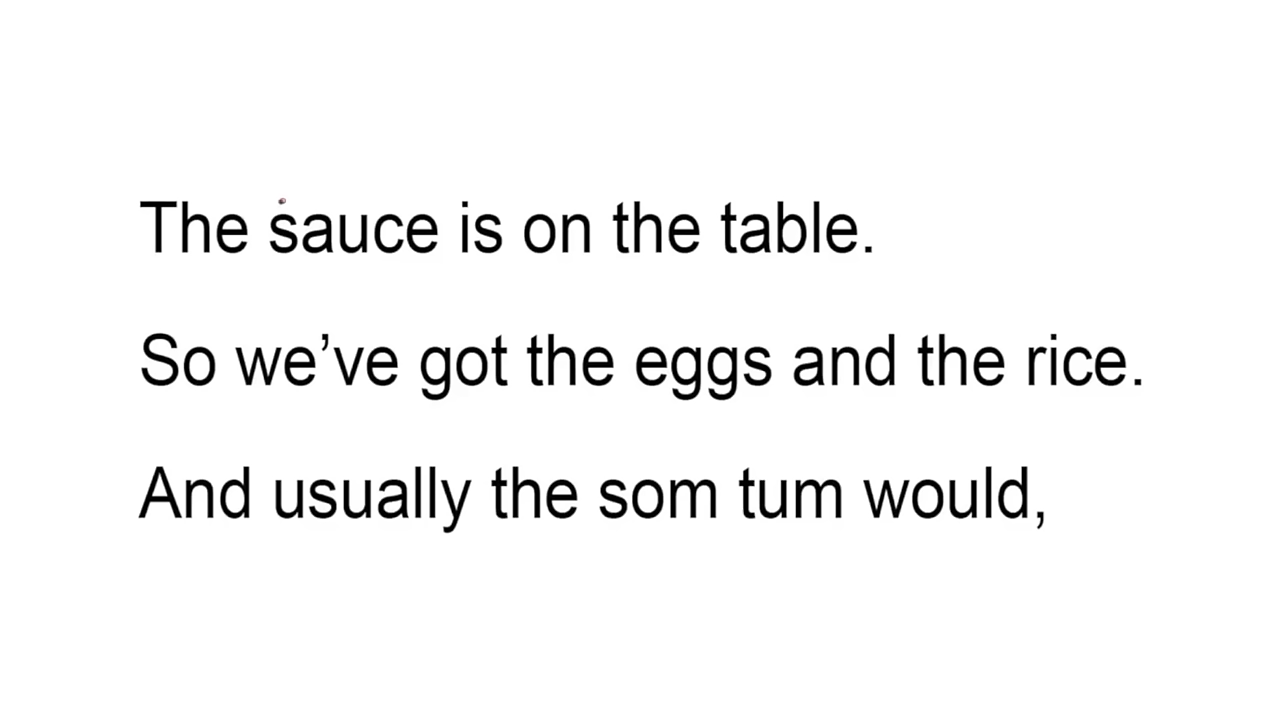 The sauce is on the table.
So we’ve got the eggs and the rice.
And usually the som tum would,